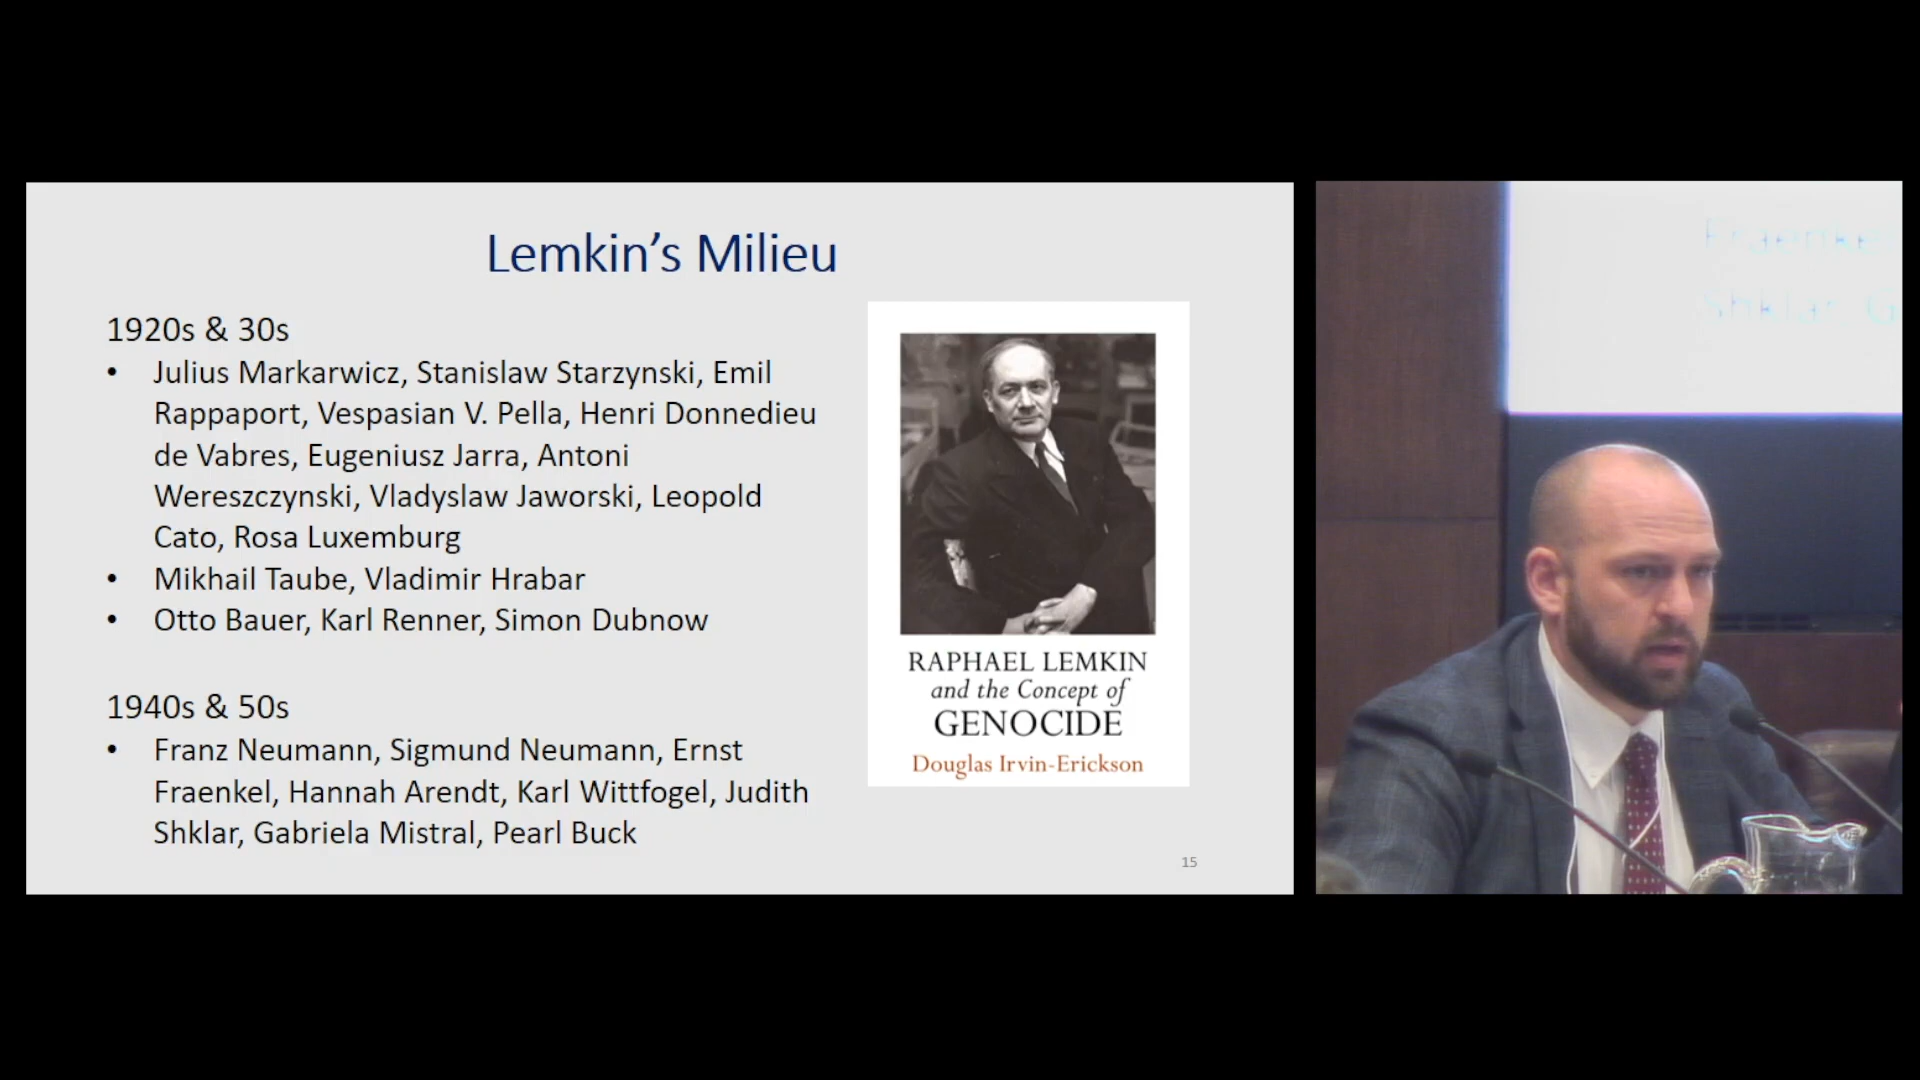 Lemkin's Milieu
1920s & 30s
• Julius Markarwicz, Stanislaw Starzynski, Emil
Rappaport, Vespasian V. Pella, Henri Donnedieu
de Vabres, Eugeniusz Jarra, Antoni
Wereszczynski, Vladyslaw Jaworski, Leopold
Cato, Rosa Luxemburg
• Mikhail Taube, Vladimir Hrabar
• Otto Bauer, Karl Renner, Simon Dubnow
1940s & 50s
• Franz Neumann, Sigmund Neumann, Ernst
Fraenkel, Hannah Arendt, Karl Wittfogel, Judith
Shklar, Gabriela Mistral, Pearl Buck
RAPHAEL LEMKIN
and the Concept of
GENOCIDE
Douglas Irvin-Erickson
15
Fraenkel
Shklar, G